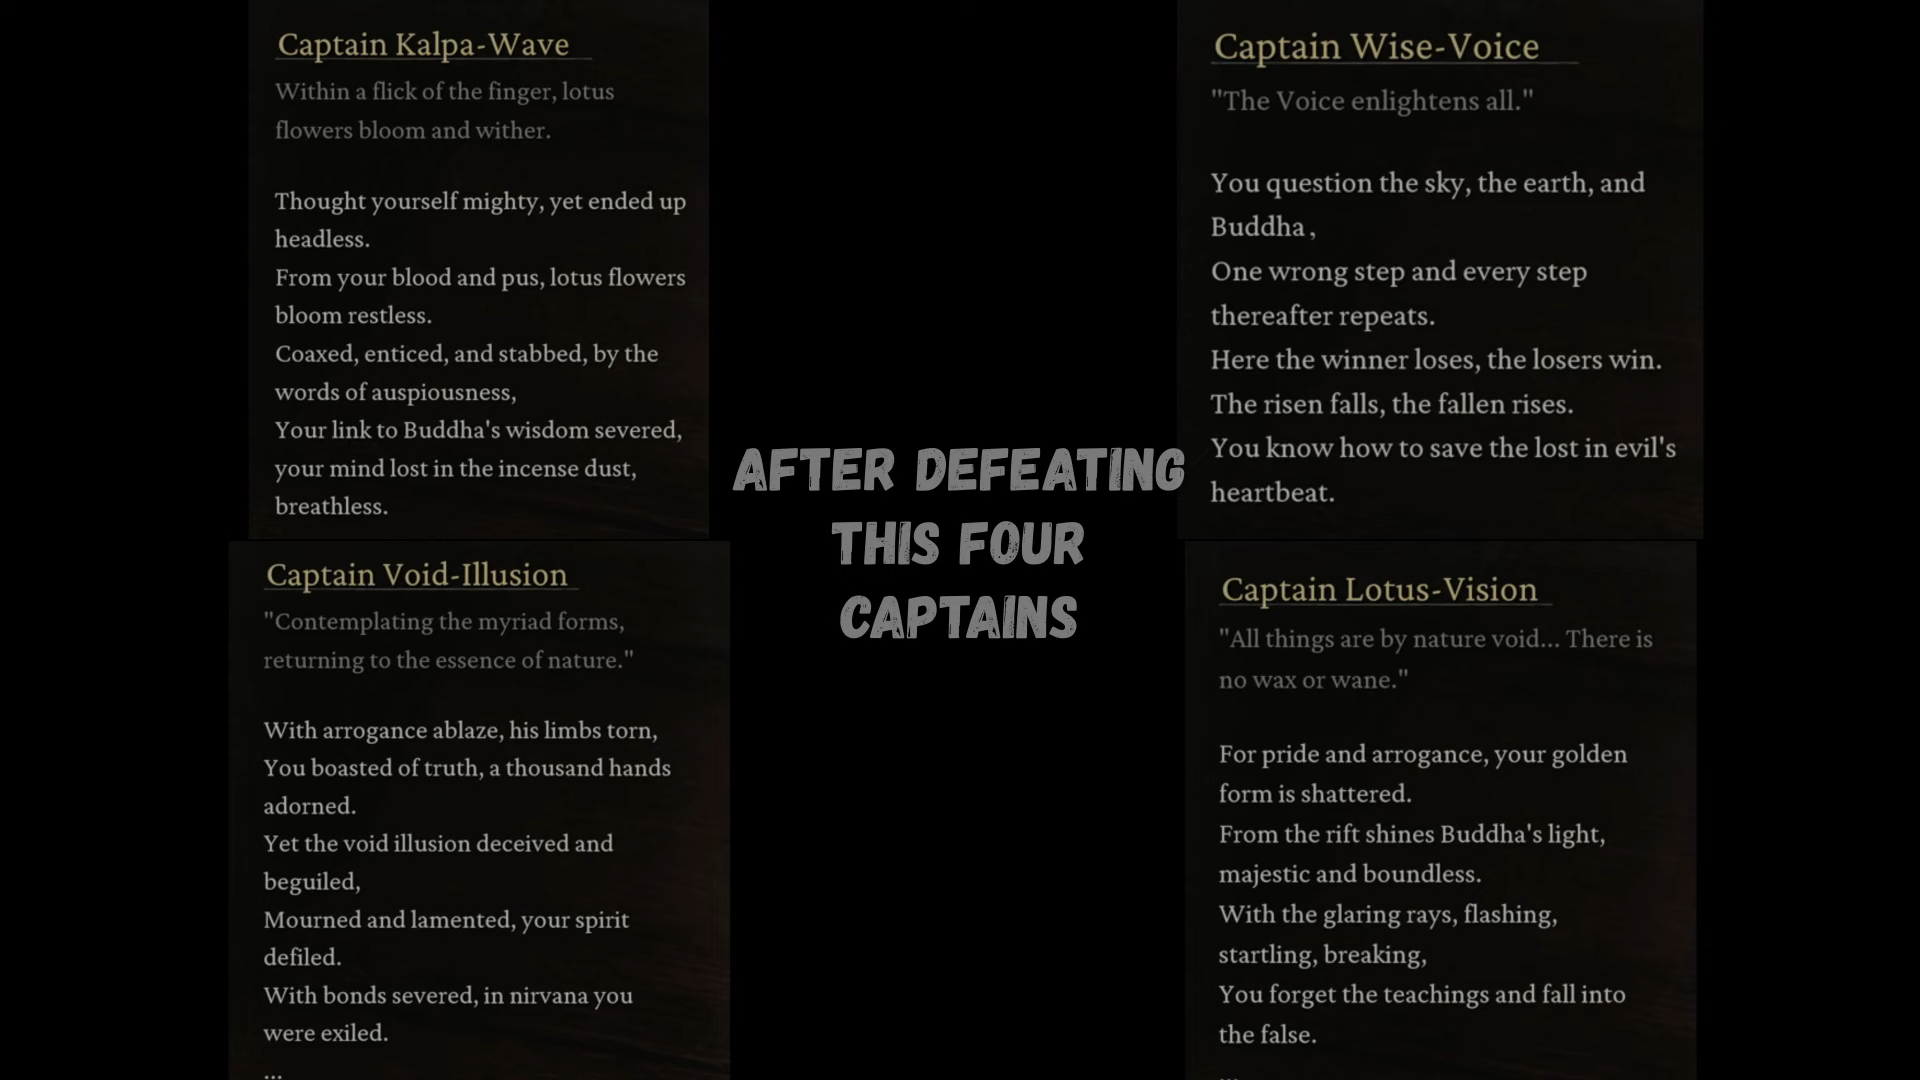 Captain Kalpa-Wave
Within a flick of the finger, lotus
flowers bloom and wither.
Thought yourself mighty, yet ended up
headless.
From your blood and pus, lotus flowers
bloom restless.
Coaxed, enticed, and stabbed, by the
words of auspiousness,
Your link to Buddha's wisdom severed,
your mind lost in the incense dust,
breathless.
Captain Wise-Voice
"The Voice enlightens all."
You question the sky, the earth, and
Buddha,
One wrong step and every step
thereafter repeats.
Here the winner loses, the losers win.
The risen falls, the fallen rises.
You know how to save the lost in evil's
heartbeat.
AFTER DEFEATING
THIS FOUR
CAPTAINS
Captain Void-Illusion
"Contemplating the myriad forms,
returning to the essence of nature."
With arrogance ablaze, his limbs torn,
You boasted of truth, a thousand hands
adorned.
Yet the void illusion deceived and
beguiled,
Mourned and lamented, your spirit
defiled.
With bonds severed, in nirvana you
were exiled.
...
Captain Lotus-Vision
"All things are by nature void... There is
no wax or wane."
For pride and arrogance, your golden
form is shattered.
From the rift shines Buddha's light,
majestic and boundless.
With the glaring rays, flashing,
startling, breaking,
You forget the teachings and fall into
the false.
...